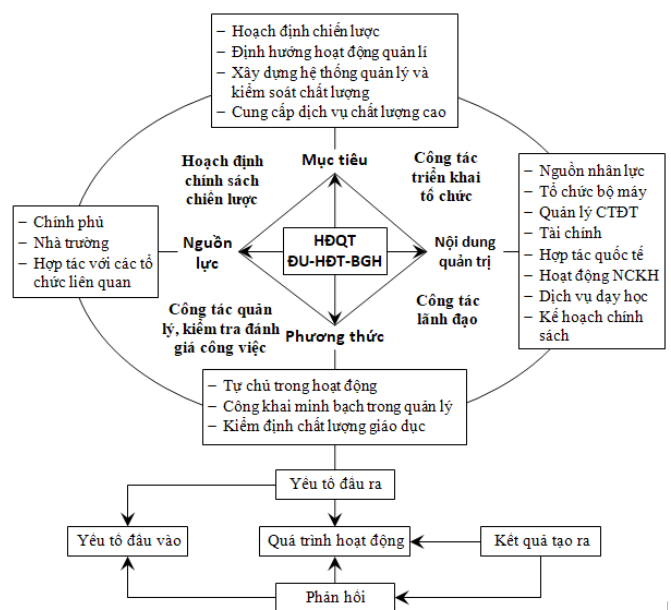 – Hoạch định chiến lược
– Định hướng hoạt động quản lí
– Xây dựng hệ thống quản lý và
kiểm soát chất lượng
– Cung cấp dịch vụ chất lượng cao
Mục tiêu
Hoạch định
chính sách
chiến lược
Công tác
triển khai
tổ chức
– Chính phủ
– Nhà trường
– Hợp tác với các tổ
chức liên quan
Nguồn
lực
HĐQT
ĐU-HĐT-BGH
Nội dung
quản trị
– Nguồn nhân lực
– Tổ chức bộ máy
– Quản lý CTĐT
– Tài chính
– Hợp tác quốc tế
– Hoạt động NCKH
– Dịch vụ dạy học
– Kế hoạch chính
sách
Công tác quản
lý, kiểm tra đánh
giá công việc
Công tác
lãnh đạo
Phương thức
– Tự chủ trong hoạt động
– Công khai minh bạch trong quản lý
– Kiểm định chất lượng giáo dục
Yếu tố đầu ra
Yếu tố đầu vào
Quá trình hoạt động
Kết quả tạo ra
Phản hồi